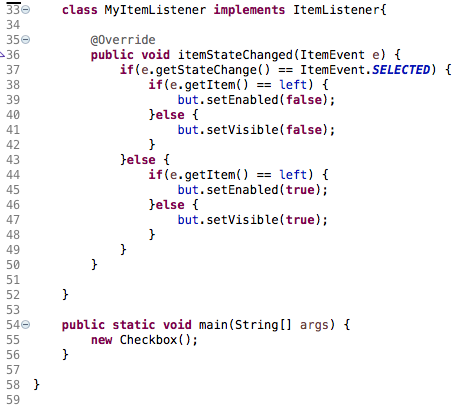 33 class MyItemListener implements ItemListener{
34
35 @Override
36 public void itemStateChanged(ItemEvent e) {
37 if(e.getStateChange() == ItemEvent.SELECTED) {
38 if(e.getItem() == left) {
39 but.setEnabled(false);
40 }else {
41 but.setVisible(false);
42 }
43 }else {
44 if(e.getItem() == left) {
45 but.setEnabled(true);
46 }else {
47 but.setVisible(true);
48 }
49 }
50 }
51
52 }
53
54 public static void main(String[] args) {
55 new Checkbox();
56 }
57
58 }
59